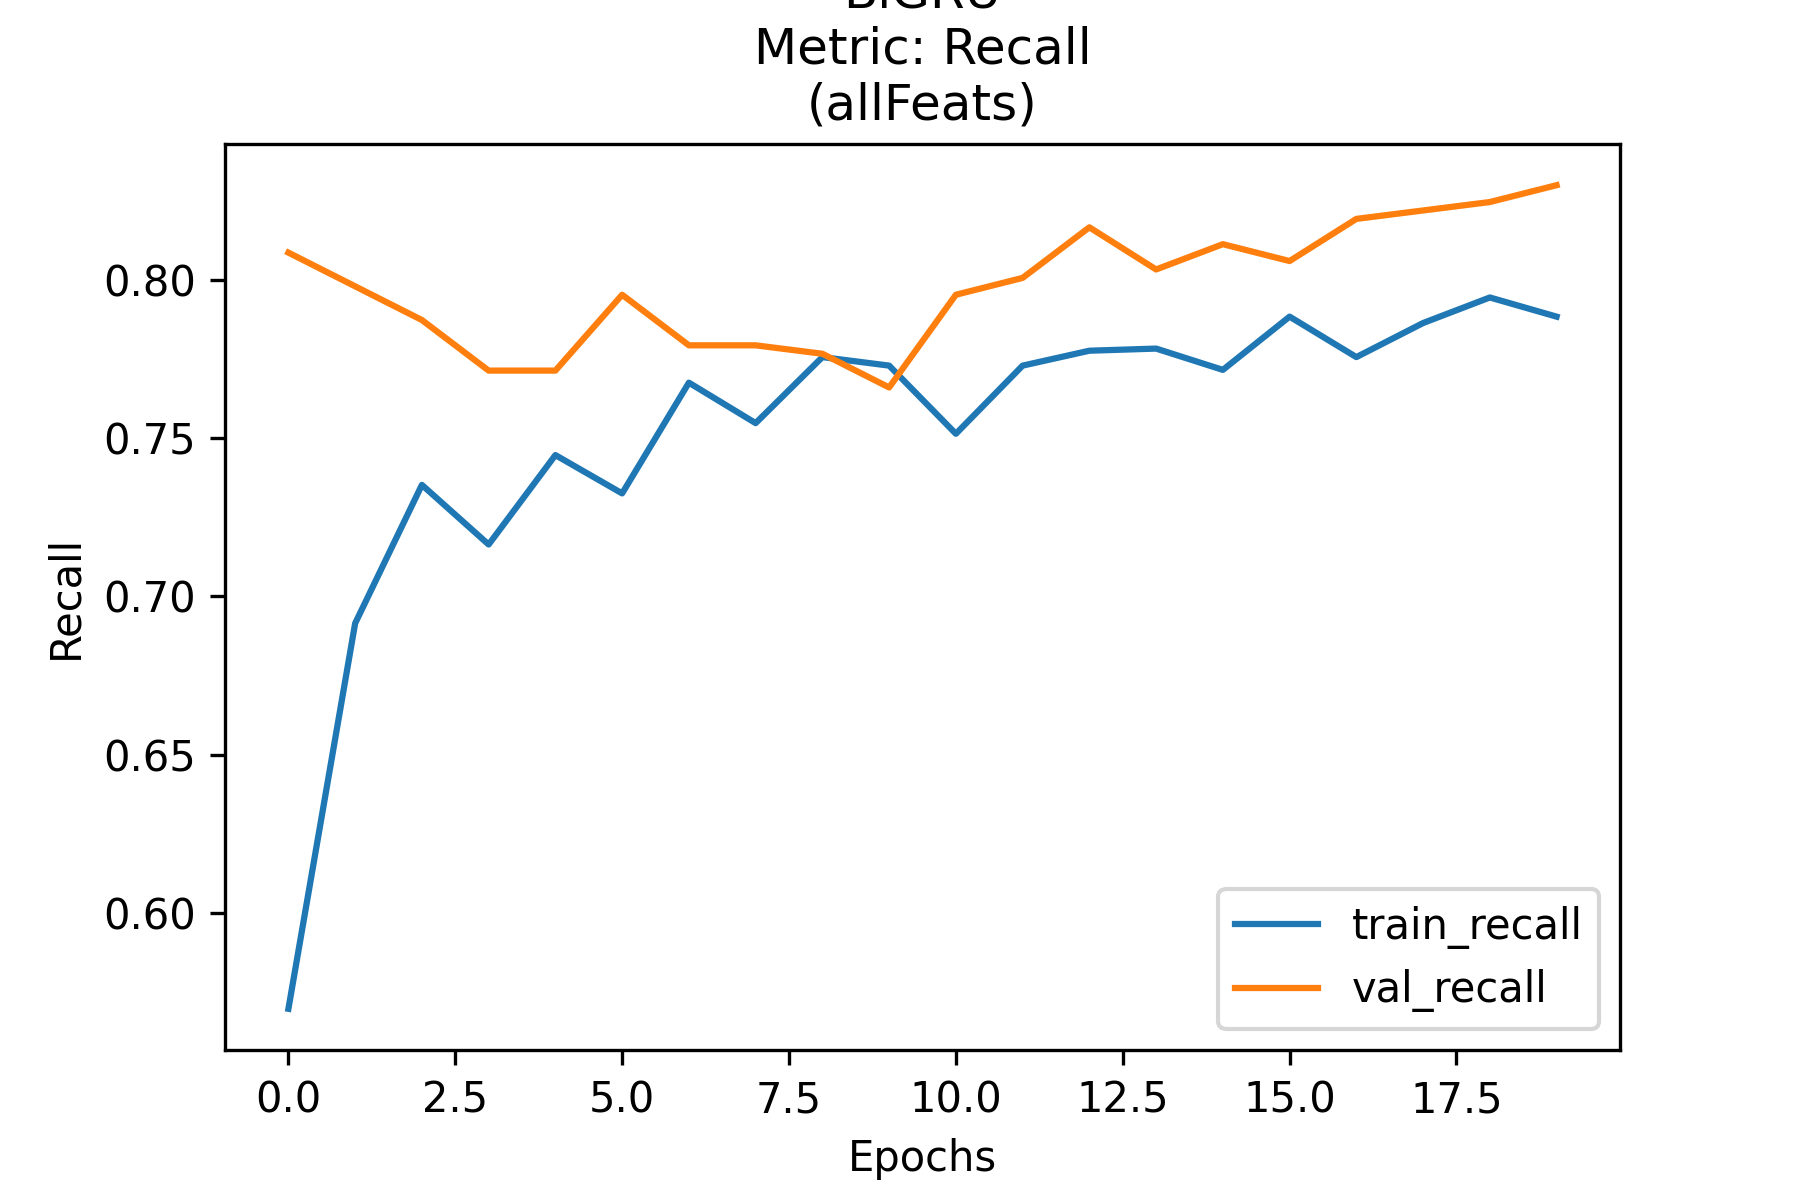 BiGRU
Metric: Recall
(allFeats)
Recall
0.80
0.75
0.70
0.65
0.60
train_recall
val_recall
0.0 2.5 5.0 7.5 10.0 12.5 15.0 17.5
Epochs